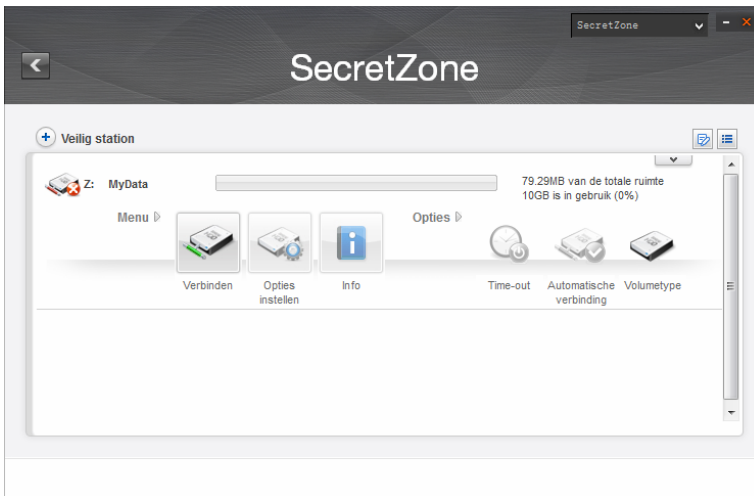 SecretZone
SecretZone
Veilig station
Z: MyData
79.29MB van de totale ruimte
10GB is in gebruik (0%)
Menu
Opties
Verbinden
Opties
instellen
Info
Time-out
Automatische
verbinding
Volumetype